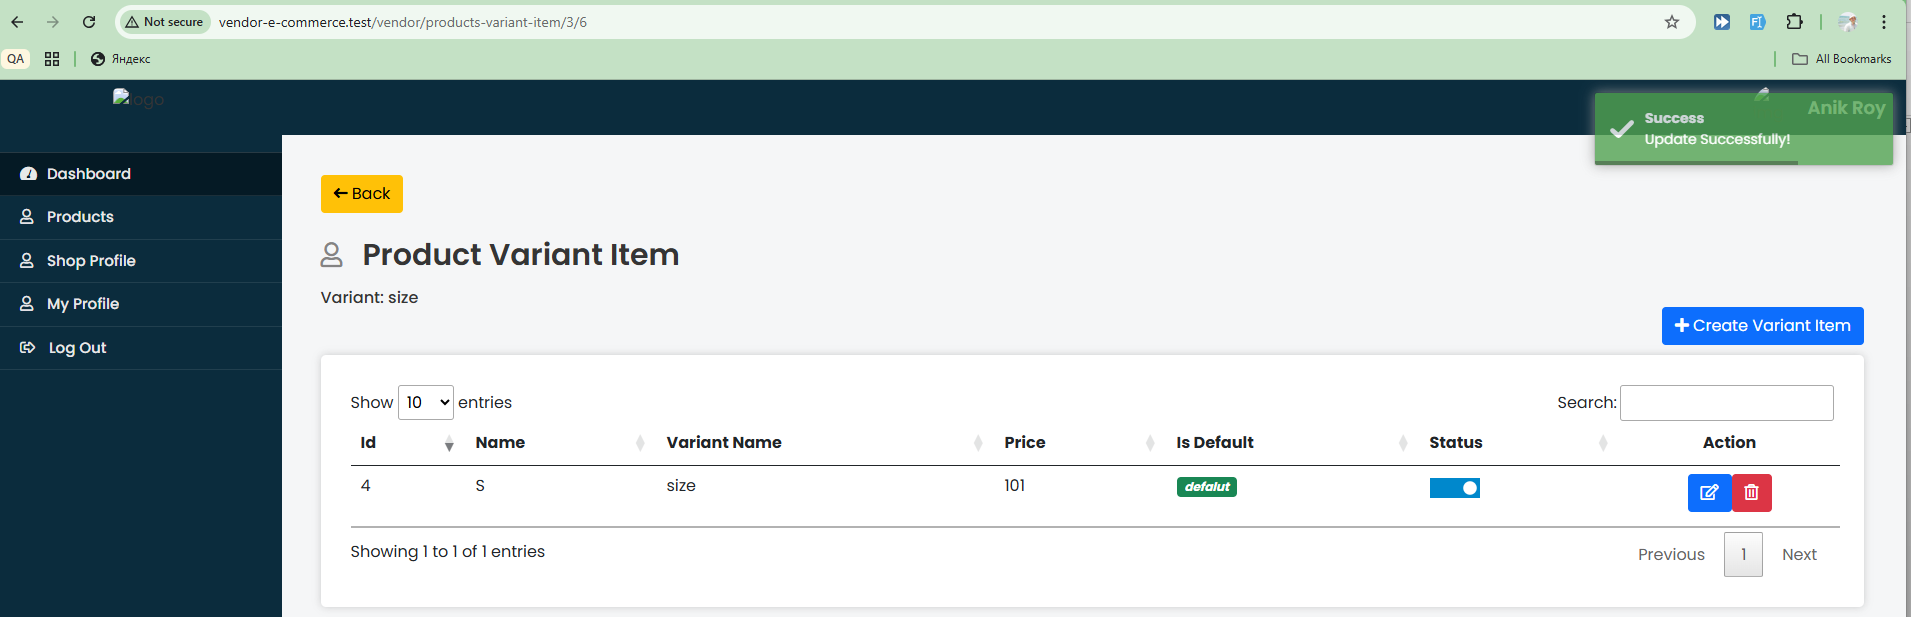 Not secure vendor-e-commerce.test/vendor/products-variant-item/3/6
QA Яндекс All Bookmarks
logo
Anik Roy
Success
Update Successfully!
Dashboard
Products
Shop Profile
My Profile
Log Out
Back
Product Variant Item
Variant: size
Create Variant Item
Show 10 entries
Search:
Id Name Variant Name Price Is Default Status Action
4 S size 101 defalut
Showing 1 to 1 of 1 entries
Previous 1 Next